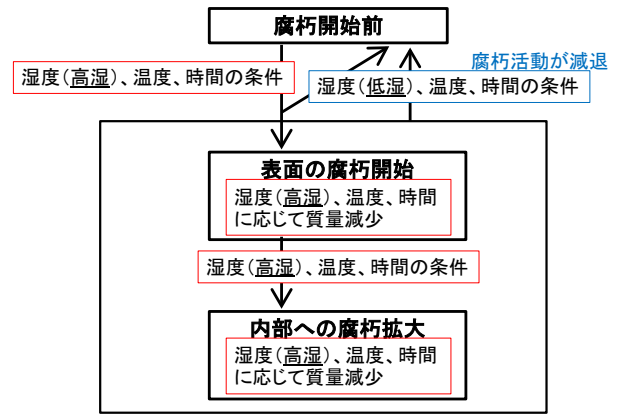 腐朽開始前
腐朽活動が減退
湿度(高湿)、温度、時間の条件
湿度(低湿)、温度、時間の条件
表面の腐朽開始
湿度(高湿)、温度、時間
に応じて質量減少
湿度(高湿)、温度、時間の条件
内部への腐朽拡大
湿度(高湿)、温度、時間
に応じて質量減少